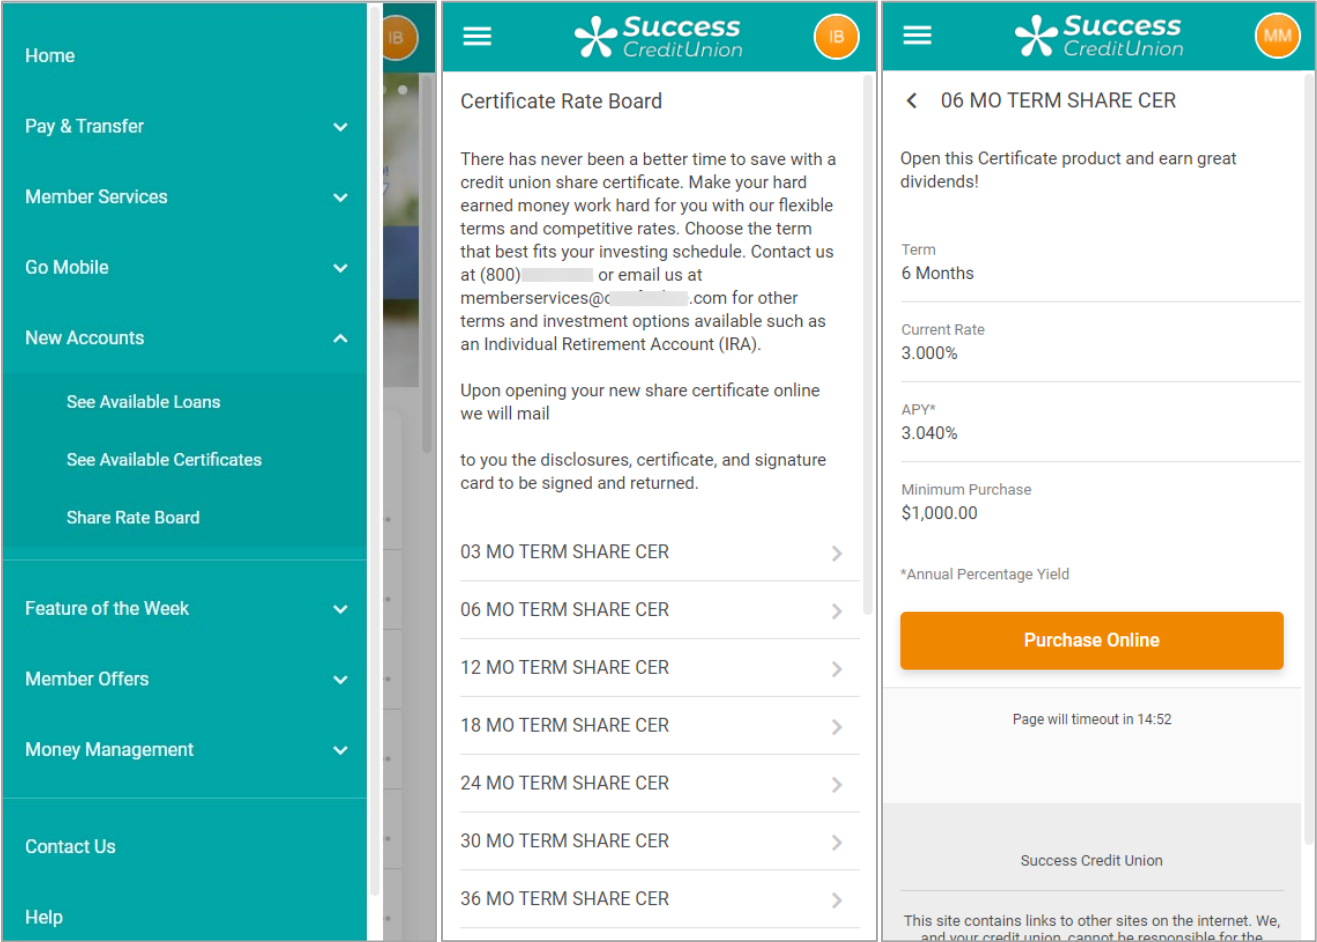 Home
Pay & Transfer
Member Services
Go Mobile
New Accounts
See Available Loans
See Available Certificates
Share Rate Board
Feature of the Week
Member Offers
Money Management
Contact Us
Help
IB
Success
CreditUnion
IB
Certificate Rate Board
There has never been a better time to save with a
credit union share certificate. Make your hard
earned money work hard for you with our flexible
terms and competitive rates. Choose the term
that best fits your investing schedule. Contact us
at (800) or email us at
memberservices@ .com for other
terms and investment options available such as
an Individual Retirement Account (IRA).
Upon opening your new share certificate online
we will mail
to you the disclosures, certificate, and signature
card to be signed and returned.
03 MO TERM SHARE CER
06 MO TERM SHARE CER
12 MO TERM SHARE CER
18 MO TERM SHARE CER
24 MO TERM SHARE CER
30 MO TERM SHARE CER
36 MO TERM SHARE CER
Success
CreditUnion
MM
06 MO TERM SHARE CER
Open this Certificate product and earn great
dividends!
Term
6 Months
Current Rate
3.000%
APY*
3.040%
Minimum Purchase
$1,000.00
*Annual Percentage Yield
Purchase Online
Page will timeout in 14:52
Success Credit Union
This site contains links to other sites on the internet. We,
and your credit union, cannot be responsible for the